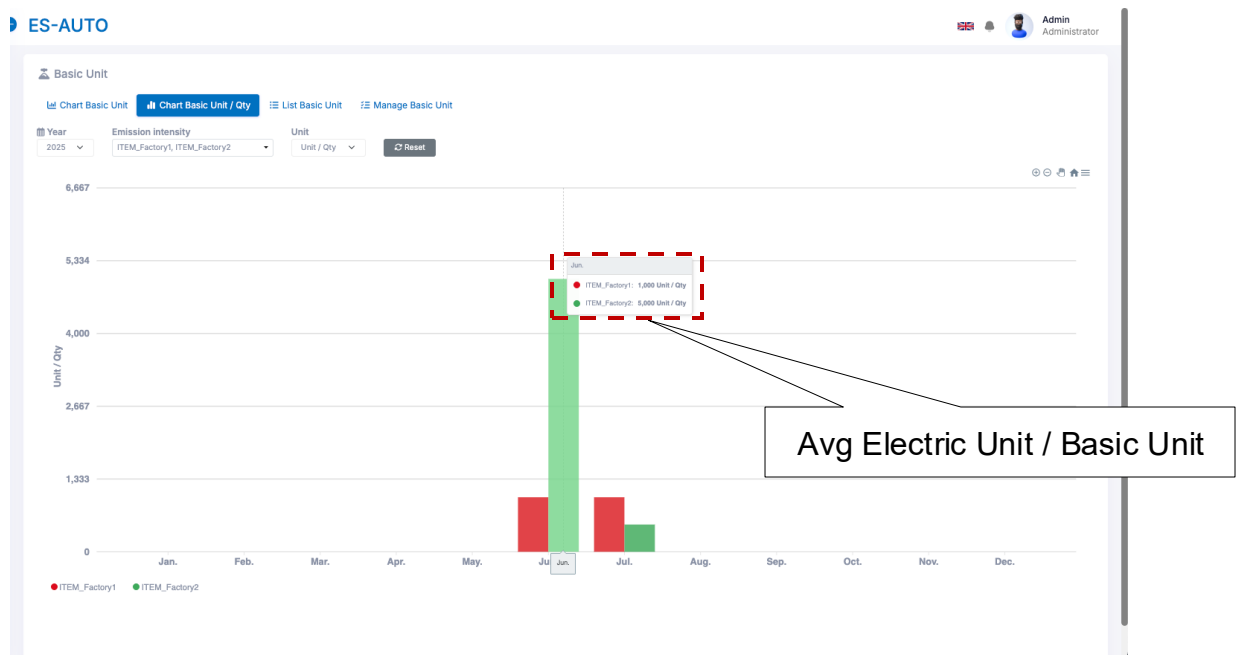 ES-AUTO
Admin
Administrator
Basic Unit
Chart Basic Unit
Chart Basic Unit / Qty
List Basic Unit
Manage Basic Unit
Year
Emission intensity
Unit
2025
ITEM_Factory1, ITEM_Factory2
Unit / Qty
Reset
6,667
5,334
4,000
2,667
1,333
0
Unit / Qty
Jun.
ITEM_Factory1: 1,000 Unit / Qty
ITEM_Factory2: 5,000 Unit / Qty
Avg Electric Unit / Basic Unit
Jan.
Feb.
Mar.
Apr.
May.
Ju
Jun.
Jul.
Aug.
Sep.
Oct.
Nov.
Dec.
ITEM_Factory1
ITEM_Factory2